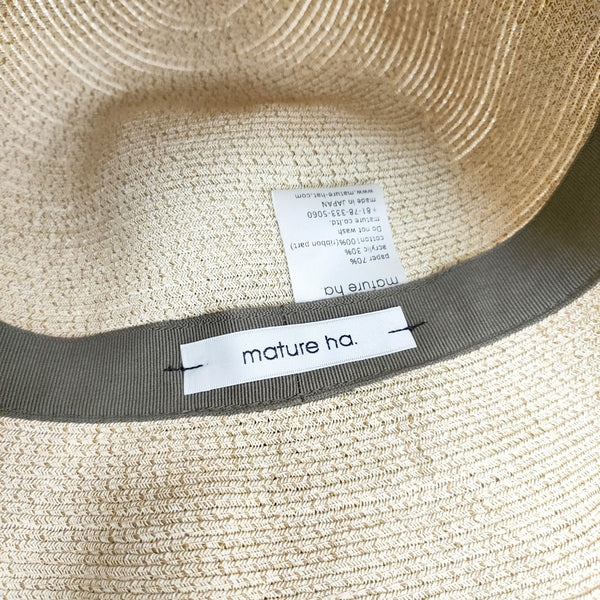 mature ha.
mature ha
paper 70%
acrylic 30%
cotton100%(ribbon part)
Do not wash
mature co.ltd.
+81-78-333-5060
made in JAPAN
www.mature-hat.com